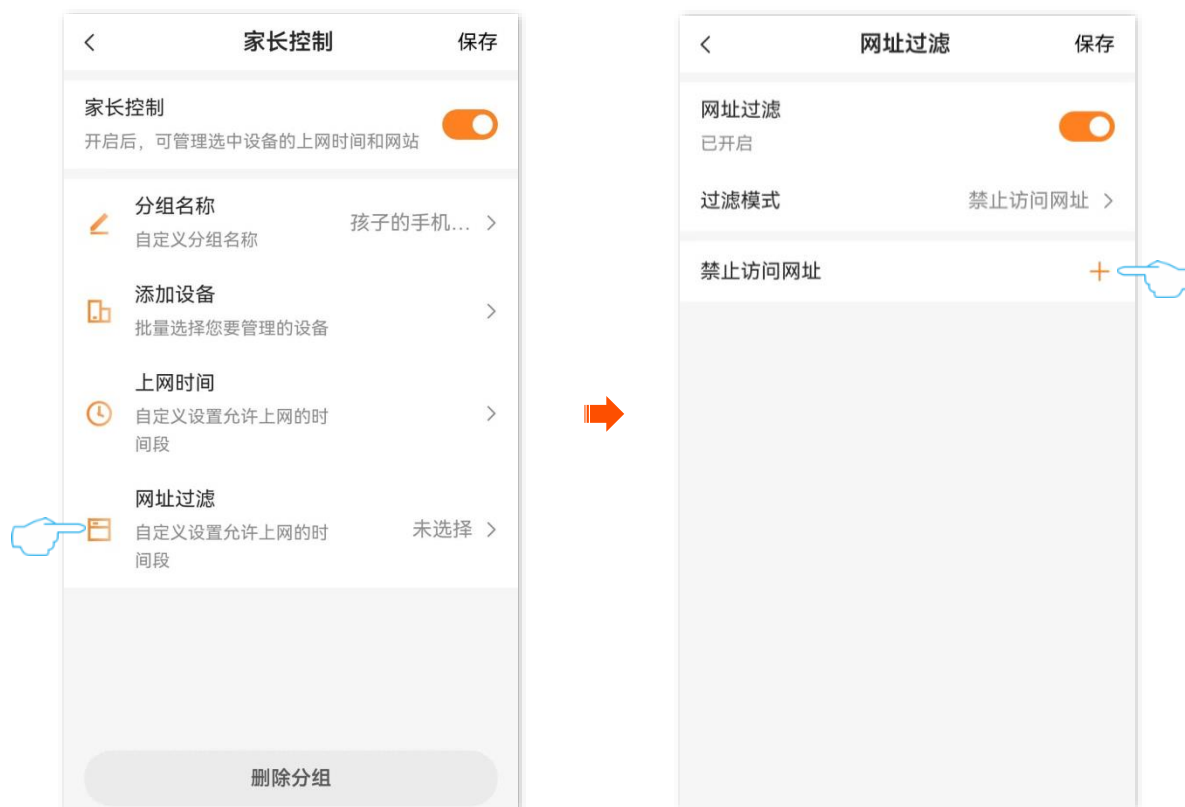 家长控制 保存
家长控制
开启后，可管理选中设备的上网时间和网站
分组名称
自定义分组名称
孩子的手机...
添加设备
批量选择您要管理的设备
上网时间
自定义设置允许上网的时
间段
网址过滤
自定义设置允许上网的时
间段
未选择
删除分组
网址过滤 保存
网址过滤
已开启
过滤模式 禁止访问网址
禁止访问网址